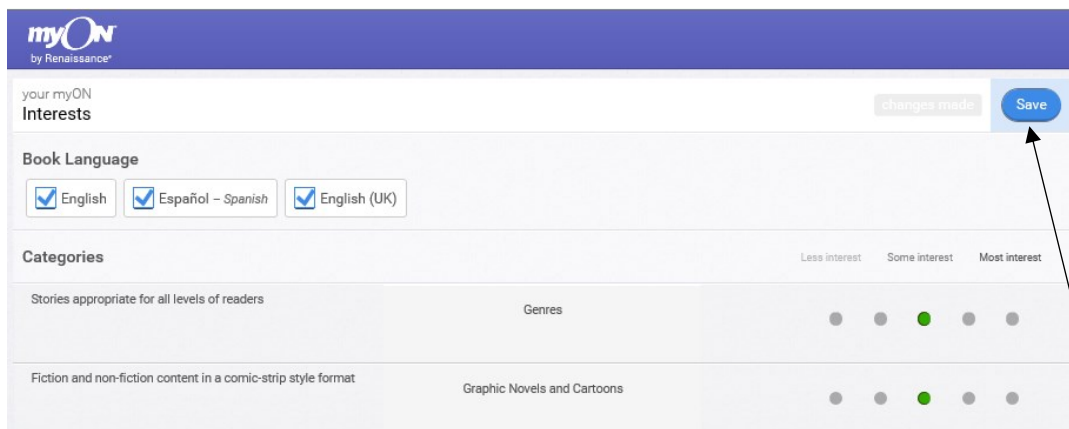 myON
by Renaissance®
your myON
Interests
changes made
Save
Book Language
English
Español – Spanish
English (UK)
Categories
Less interest
Some interest
Most interest
Stories appropriate for all levels of readers
Genres
Fiction and non-fiction content in a comic-strip style format
Graphic Novels and Cartoons